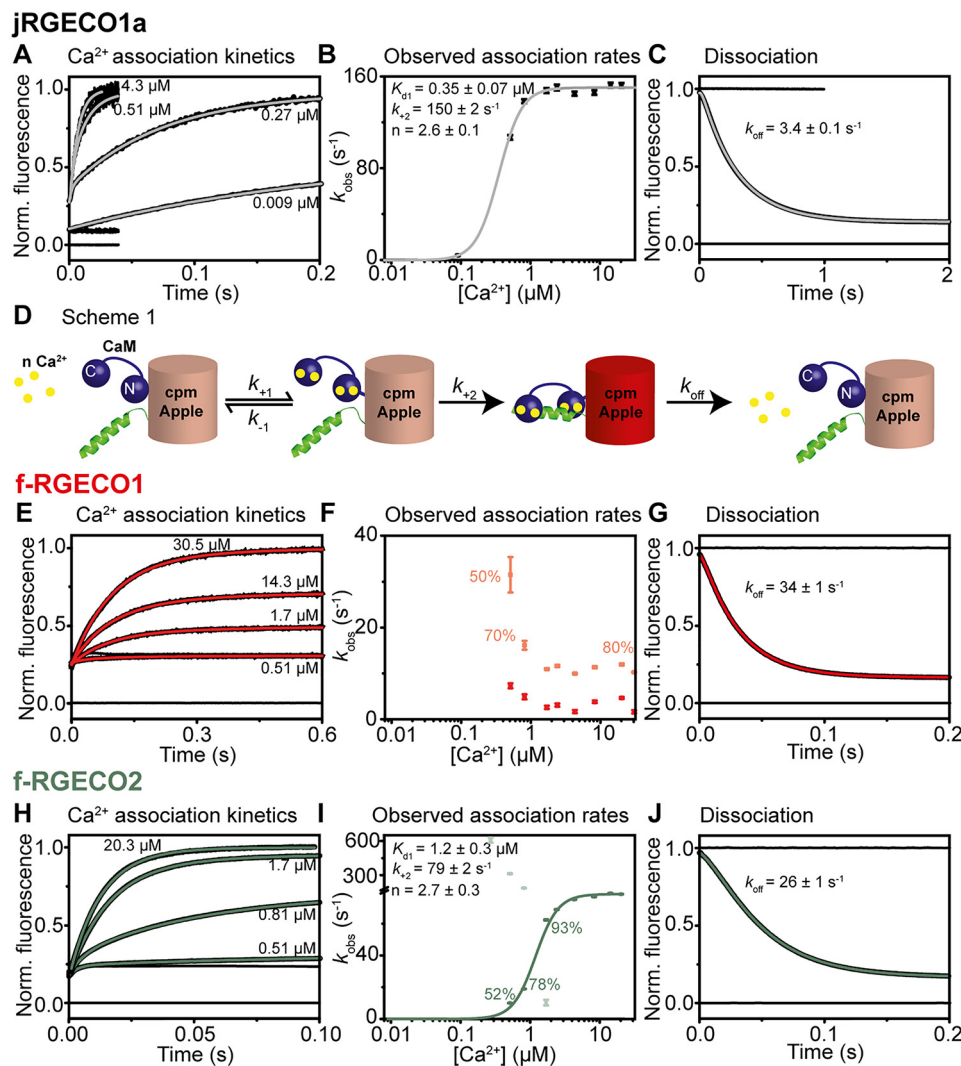 jRGECO1a
A Ca²⁺ association kinetics
Norm. fluorescence
1.0
0.5
0.0
4.3 µM
0.51 µM
0.27 µM
0.009 µM
0.0 0.1 0.2
Time (s)
B Observed association rates
k_obs (s⁻¹)
160
80
0
K_d1 = 0.35 ± 0.07 µM
k_+2 = 150 ± 2 s⁻¹
n = 2.6 ± 0.1
0.01 0.1 1 10
[Ca²⁺] (µM)
C Dissociation
Norm. fluorescence
1.0
0.5
0.0
k_off = 3.4 ± 0.1 s⁻¹
0 1 2
Time (s)
D Scheme 1
n Ca²⁺
CaM
C
N
cpm
Apple
k_+1
k_-1
cpm
Apple
k_+2
cpm
Apple
k_off
C
N
cpm
Apple
f-RGECO1
E Ca²⁺ association kinetics
Norm. fluorescence
1.0
0.5
0.0
30.5 µM
14.3 µM
1.7 µM
0.51 µM
0.0 0.3 0.6
Time (s)
F Observed association rates
k_obs (s⁻¹)
40
20
0
50%
70%
80%
0.01 0.1 1 10
[Ca²⁺] (µM)
G Dissociation
Norm. fluorescence
1.0
0.5
0.0
k_off = 34 ± 1 s⁻¹
0 0.1 0.2
Time (s)
f-RGECO2
H Ca²⁺ association kinetics
Norm. fluorescence
1.0
0.5
0.0
20.3 µM
1.7 µM
0.81 µM
0.51 µM
0.00 0.05 0.10
Time (s)
I Observed association rates
k_obs (s⁻¹)
600
300
40
0
K_d1 = 1.2 ± 0.3 µM
k_+2 = 79 ± 2 s⁻¹
n = 2.7 ± 0.3
93%
78%
52%
0.01 0.1 1 10
[Ca²⁺] (µM)
J Dissociation
Norm. fluorescence
1.0
0.5
0.0
k_off = 26 ± 1 s⁻¹
0 0.1 0.2
Time (s)